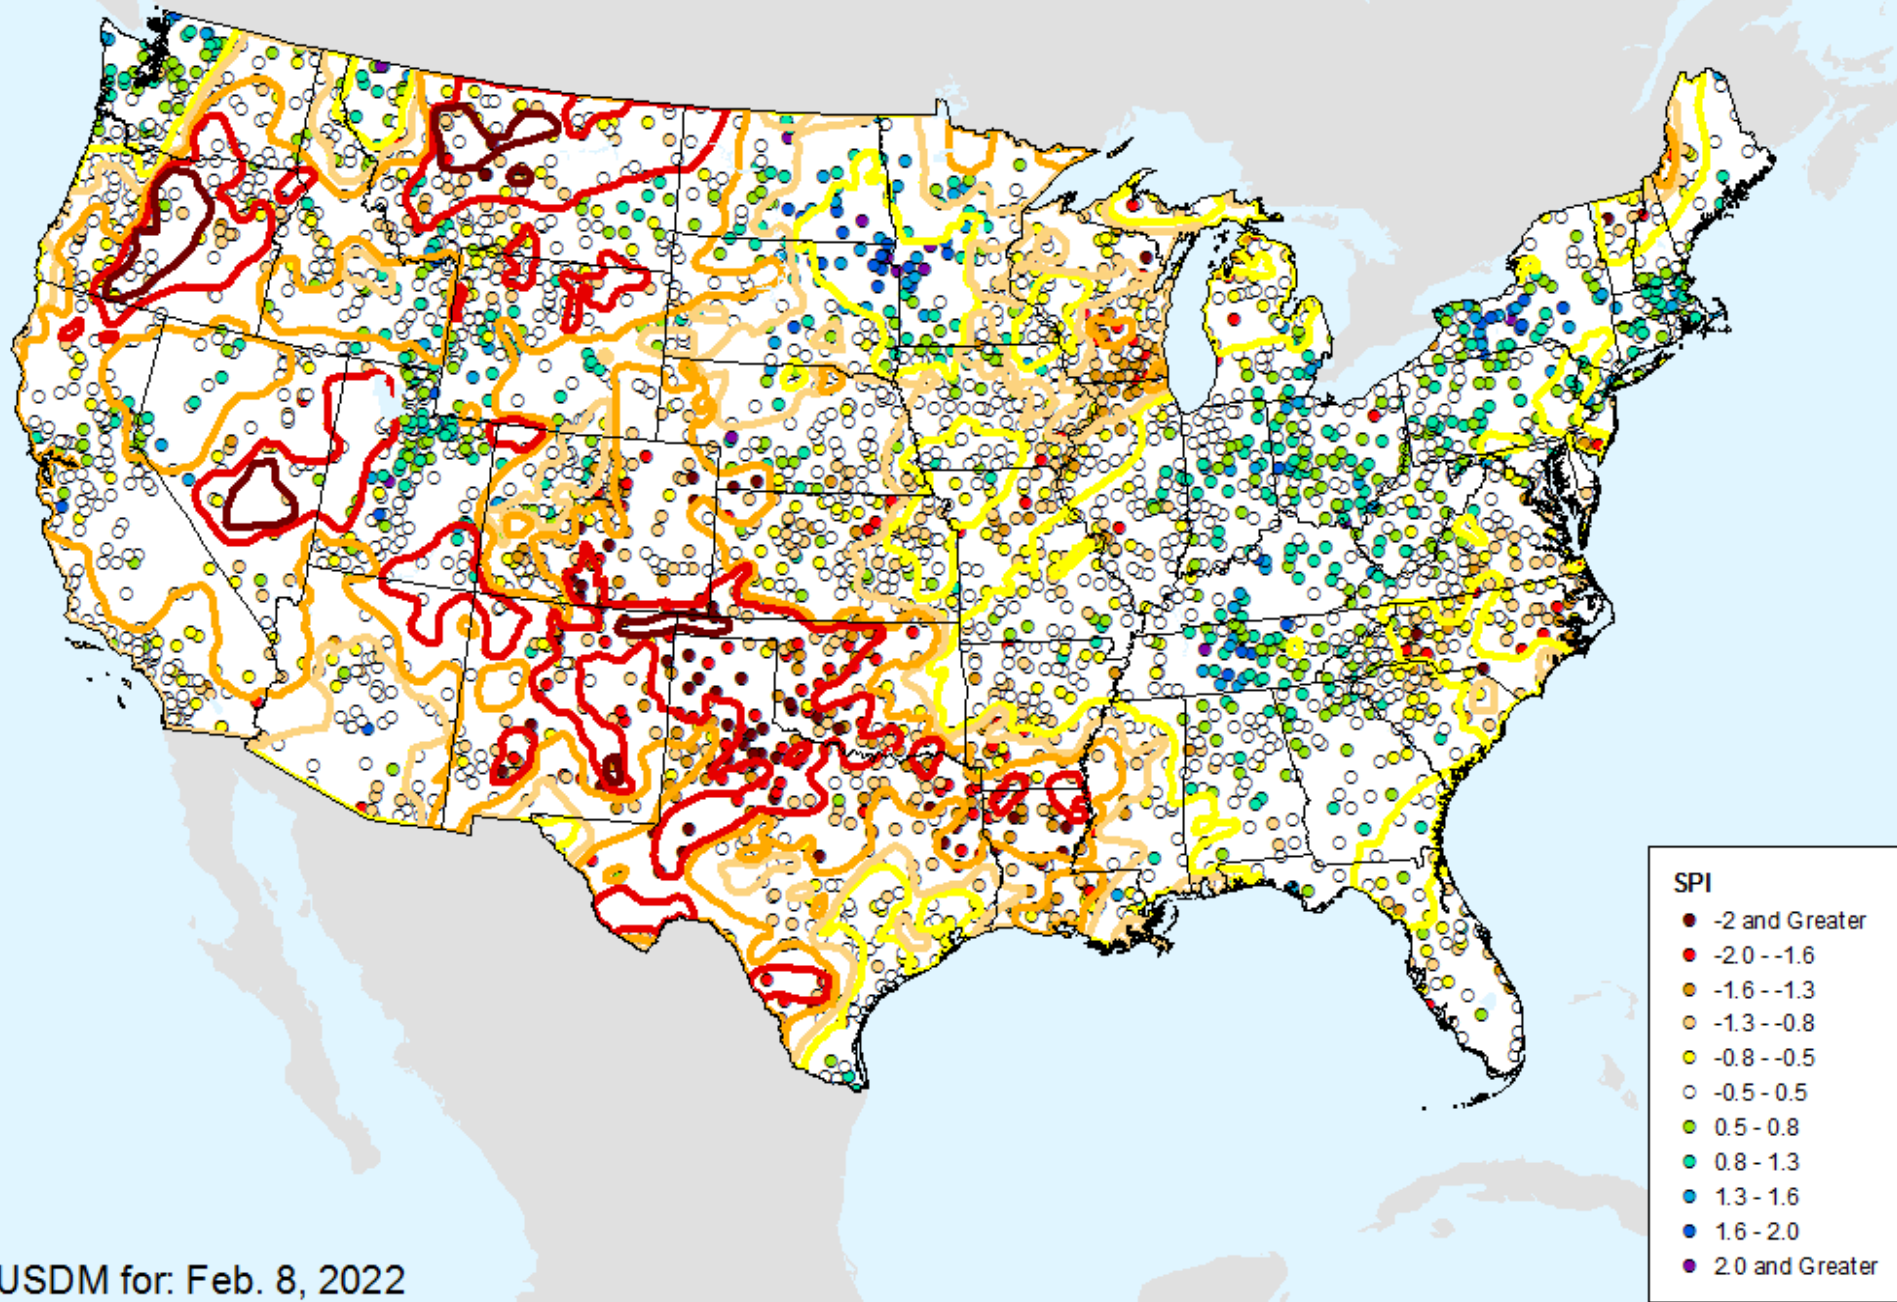 SPI
-2 and Greater
-2.0 - -1.6
-1.6 - -1.3
-1.3 - -0.8
-0.8 - -0.5
-0.5 - 0.5
0.5 - 0.8
0.8 - 1.3
1.3 - 1.6
1.6 - 2.0
2.0 and Greater
USDM for: Feb. 8, 2022